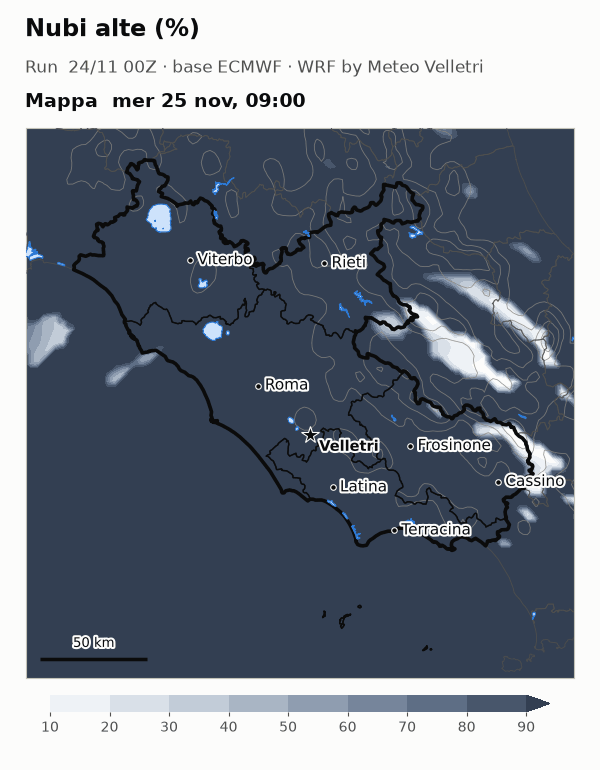 Nubi alte (%)
Run 24/11 00Z · base ECMWF · WRF by Meteo Velletri
Mappa mer 25 nov, 09:00
Viterbo
Rieti
Roma
Velletri
Frosinone
Latina
Cassino
Terracina
50 km
10 20 30 40 50 60 70 80 90